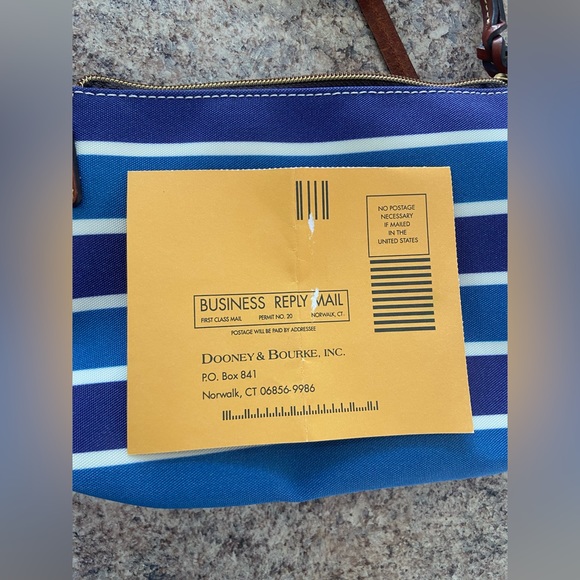 NO POSTAGE
NECESSARY
IF MAILED
IN THE
UNITED STATES
BUSINESS REPLY MAIL
FIRST CLASS MAIL PERMIT NO. 20 NORWALK, CT.
POSTAGE WILL BE PAID BY ADDRESSEE
DOONEY & BOURKE, INC.
P.O. Box 841
Norwalk, CT 06856-9986